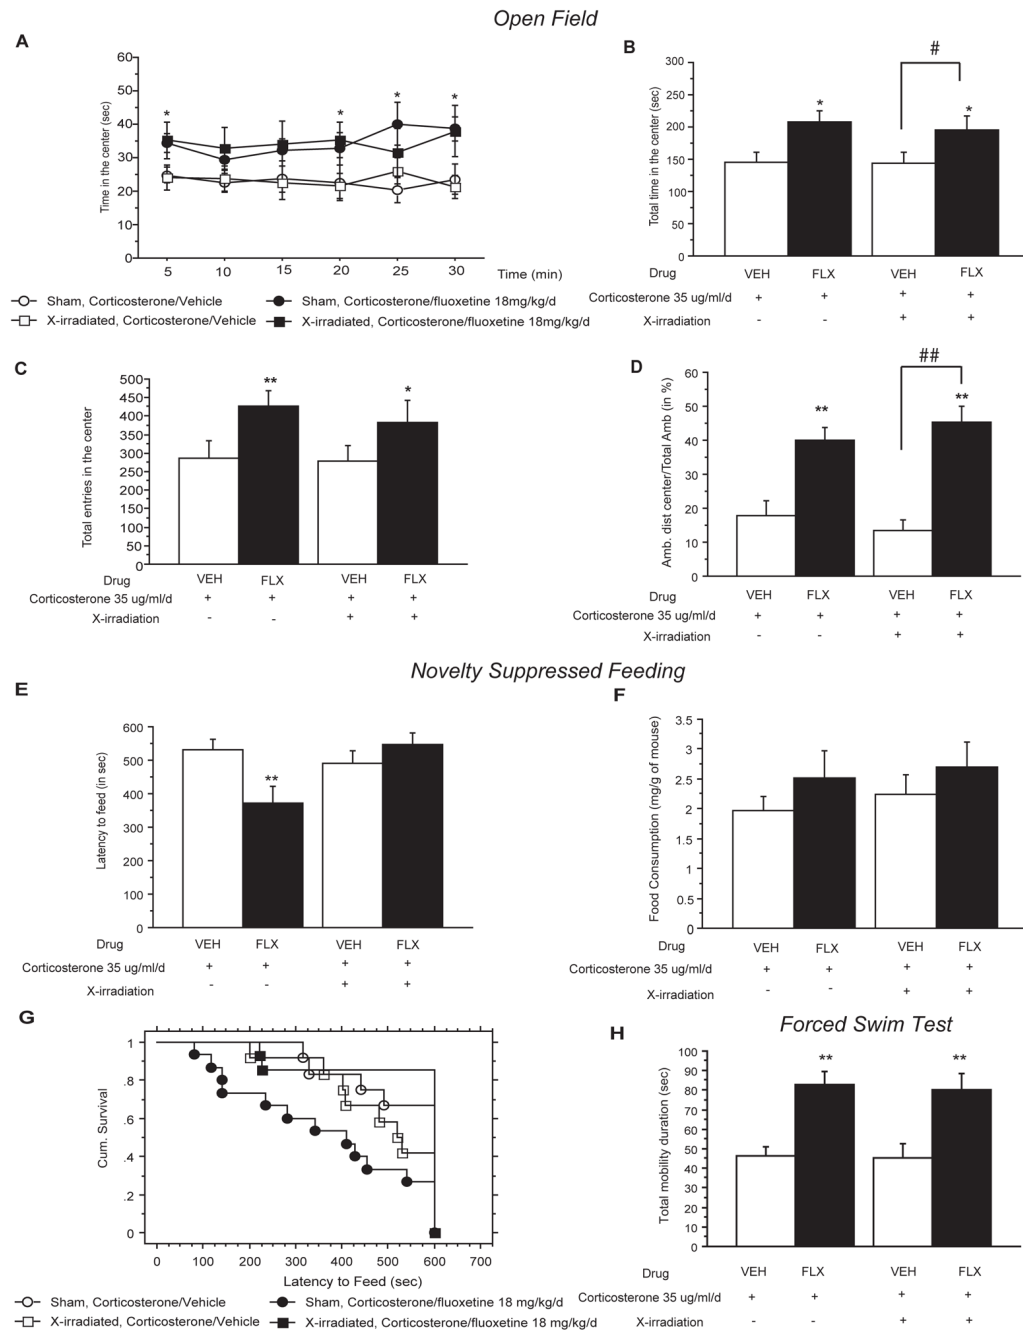 Open Field
A
Time in the center (sec)
60
50
40
30
20
10
0
* * * *
5 10 15 20 25 30 Time (min)
Sham, Corticosterone/Vehicle Sham, Corticosterone/fluoxetine 18mg/kg/d
X-irradiated, Corticosterone/Vehicle X-irradiated, Corticosterone/fluoxetine 18mg/kg/d
B
Total time in the center (sec)
300
250
200
150
100
50
0
#
* *
Drug VEH FLX VEH FLX
Corticosterone 35 ug/ml/d + + + +
X-irradiation - - + +
C
Total entries in the center
500
450
400
350
300
250
200
150
100
50
0
** *
Drug VEH FLX VEH FLX
Corticosterone 35 ug/ml/d + + + +
X-irradiation - - + +
D
Amb. dist center/Total Amb (in %)
60
50
40
30
20
10
0
##
** **
Drug VEH FLX VEH FLX
Corticosterone 35 ug/ml/d + + + +
X-irradiation - - + +
Novelty Suppressed Feeding
E
Latency to feed (in sec)
600
500
400
300
200
100
0
**
Drug VEH FLX VEH FLX
Corticosterone 35 ug/ml/d + + + +
X-irradiation - - + +
F
Food Consumption (mg/g of mouse)
3.5
3
2.5
2
1.5
1
0.5
0
Drug VEH FLX VEH FLX
Corticosterone 35 ug/ml/d + + + +
X-irradiation - - + +
G
Cum. Survival
1
.8
.6
.4
.2
0
0 100 200 300 400 500 600 700
Latency to Feed (sec)
Sham, Corticosterone/Vehicle Sham, Corticosterone/fluoxetine 18 mg/kg/d
X-irradiated, Corticosterone/Vehicle X-irradiated, Corticosterone/fluoxetine 18 mg/kg/d
Forced Swim Test
H
Total mobility duration (sec)
100
90
80
70
60
50
40
30
20
10
0
** **
Drug VEH FLX VEH FLX
Corticosterone 35 ug/ml/d + + + +
X-irradiation - - + +